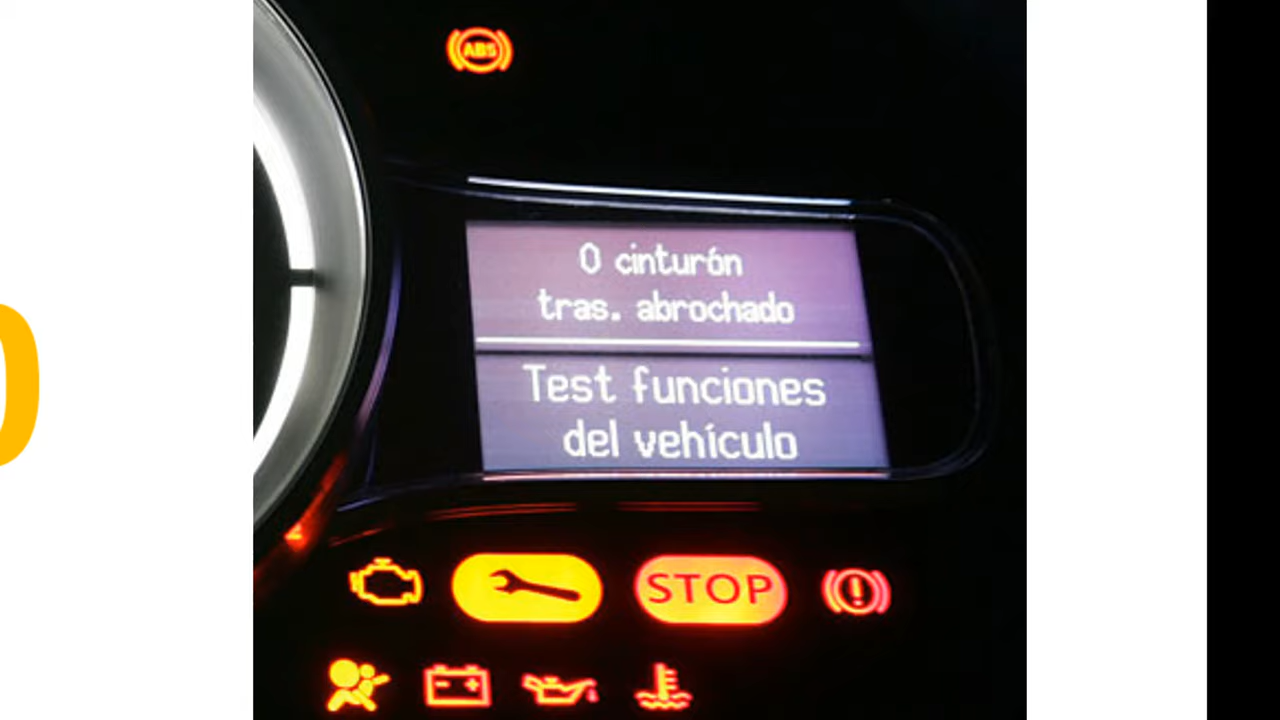 ABS
0 cinturón
tras. abrochado
Test funciones
del vehículo
STOP